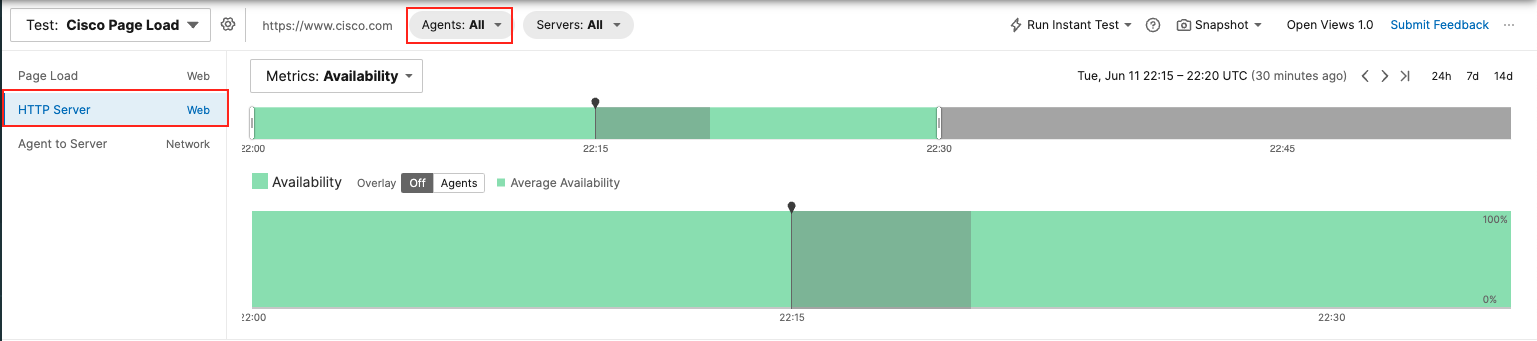 Test: Cisco Page Load https://www.cisco.com Agents: All Servers: All Run Instant Test Snapshot Open Views 1.0 Submit Feedback ...
Page Load Web
HTTP Server Web
Agent to Server Network
Metrics: Availability Tue, Jun 11 22:15 – 22:20 UTC (30 minutes ago) 24h 7d 14d
22:00 22:15 22:30 22:45
Availability Overlay Off Agents Average Availability
100%
0%
22:00 22:15 22:30